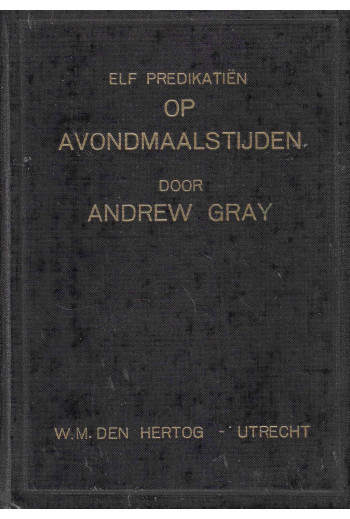 ELF PREDIKATIËN
OP
AVONDMAALSTIJDEN
DOOR
ANDREW GRAY
W.M. DEN HERTOG - UTRECHT